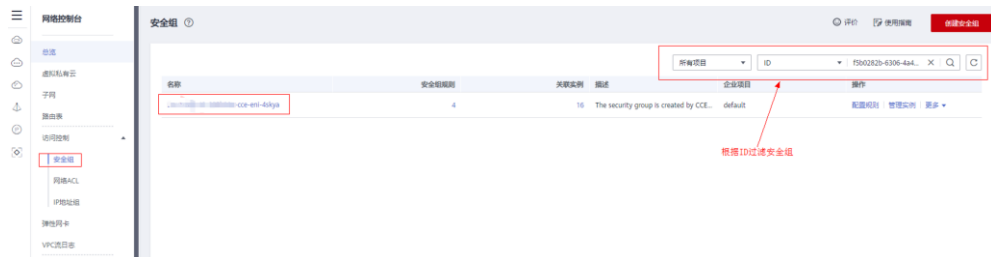 网络控制台
总览
虚拟私有云
子网
路由表
访问控制
安全组
网络ACL
IP地址组
弹性网卡
VPC流日志
安全组
评价 使用指南 创建安全组
所有项目 ID f5b0282b-6306-4a4...
名称 安全组规则 关联实例 描述 企业项目 操作
cce-eni-4skya 4 16 The security group is created by CCE... default 配置规则 管理实例 更多
根据ID过滤安全组